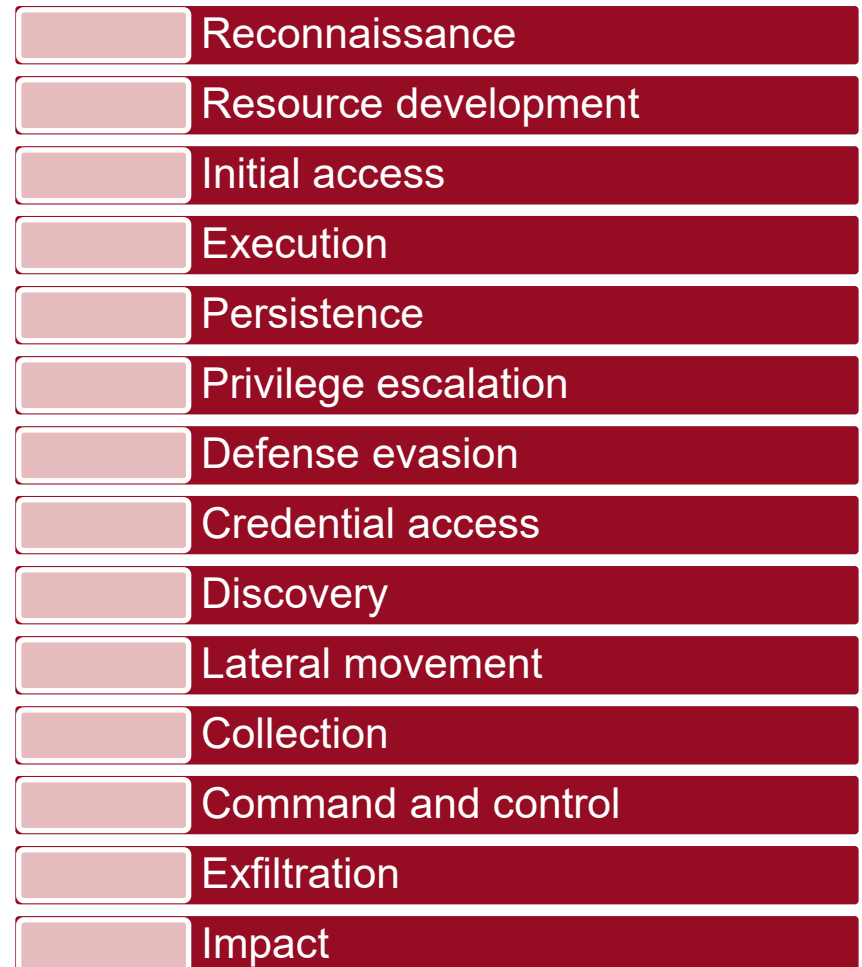 Reconnaissance
Resource development
Initial access
Execution
Persistence
Privilege escalation
Defense evasion
Credential access
Discovery
Lateral movement
Collection
Command and control
Exfiltration
Impact